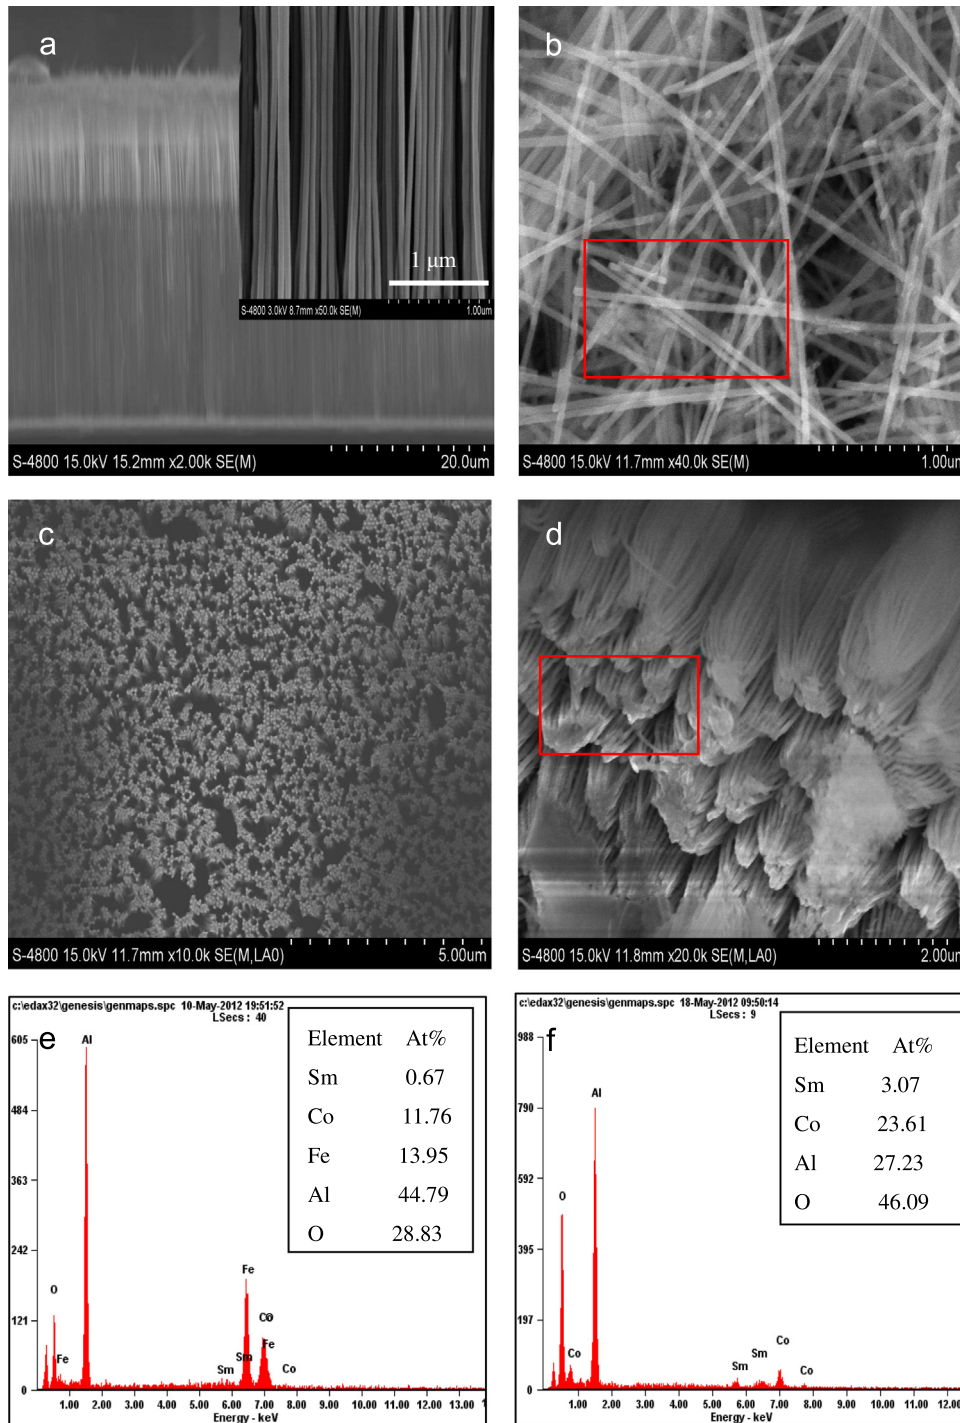 a
1 μm
S-4800 3.0kV 8.7mm x50.0k SE(M) 1.00um
S-4800 15.0kV 15.2mm x2.00k SE(M) 20.0um
b
S-4800 15.0kV 11.7mm x40.0k SE(M) 1.00um
c
S-4800 15.0kV 11.7mm x10.0k SE(M,LA0) 5.00um
d
S-4800 15.0kV 11.8mm x20.0k SE(M,LA0) 2.00um
c:\edax32\genesis\genmaps.spc 10-May-2012 19:51:52
LSecs : 40
e
Element At%
Sm 0.67
Co 11.76
Fe 13.95
Al 44.79
O 28.83
605
484
363
242
121
0
O
Fe
Al
Sm
Sm
Fe
Fe
Co
1.00 2.00 3.00 4.00 5.00 6.00 7.00 8.00 9.00 10.00 11.00 12.00 13.0
Energy - keV
c:\edax32\genesis\genmaps.spc 18-May-2012 09:50:14
LSecs : 9
f
Element At%
Sm 3.07
Co 23.61
Al 27.23
O 46.09
988
790
592
395
197
0
O
Co
Al
Sm
Sm
Co
Co
1.00 2.00 3.00 4.00 5.00 6.00 7.00 8.00 9.00 10.00 11.00 12.00
Energy - keV